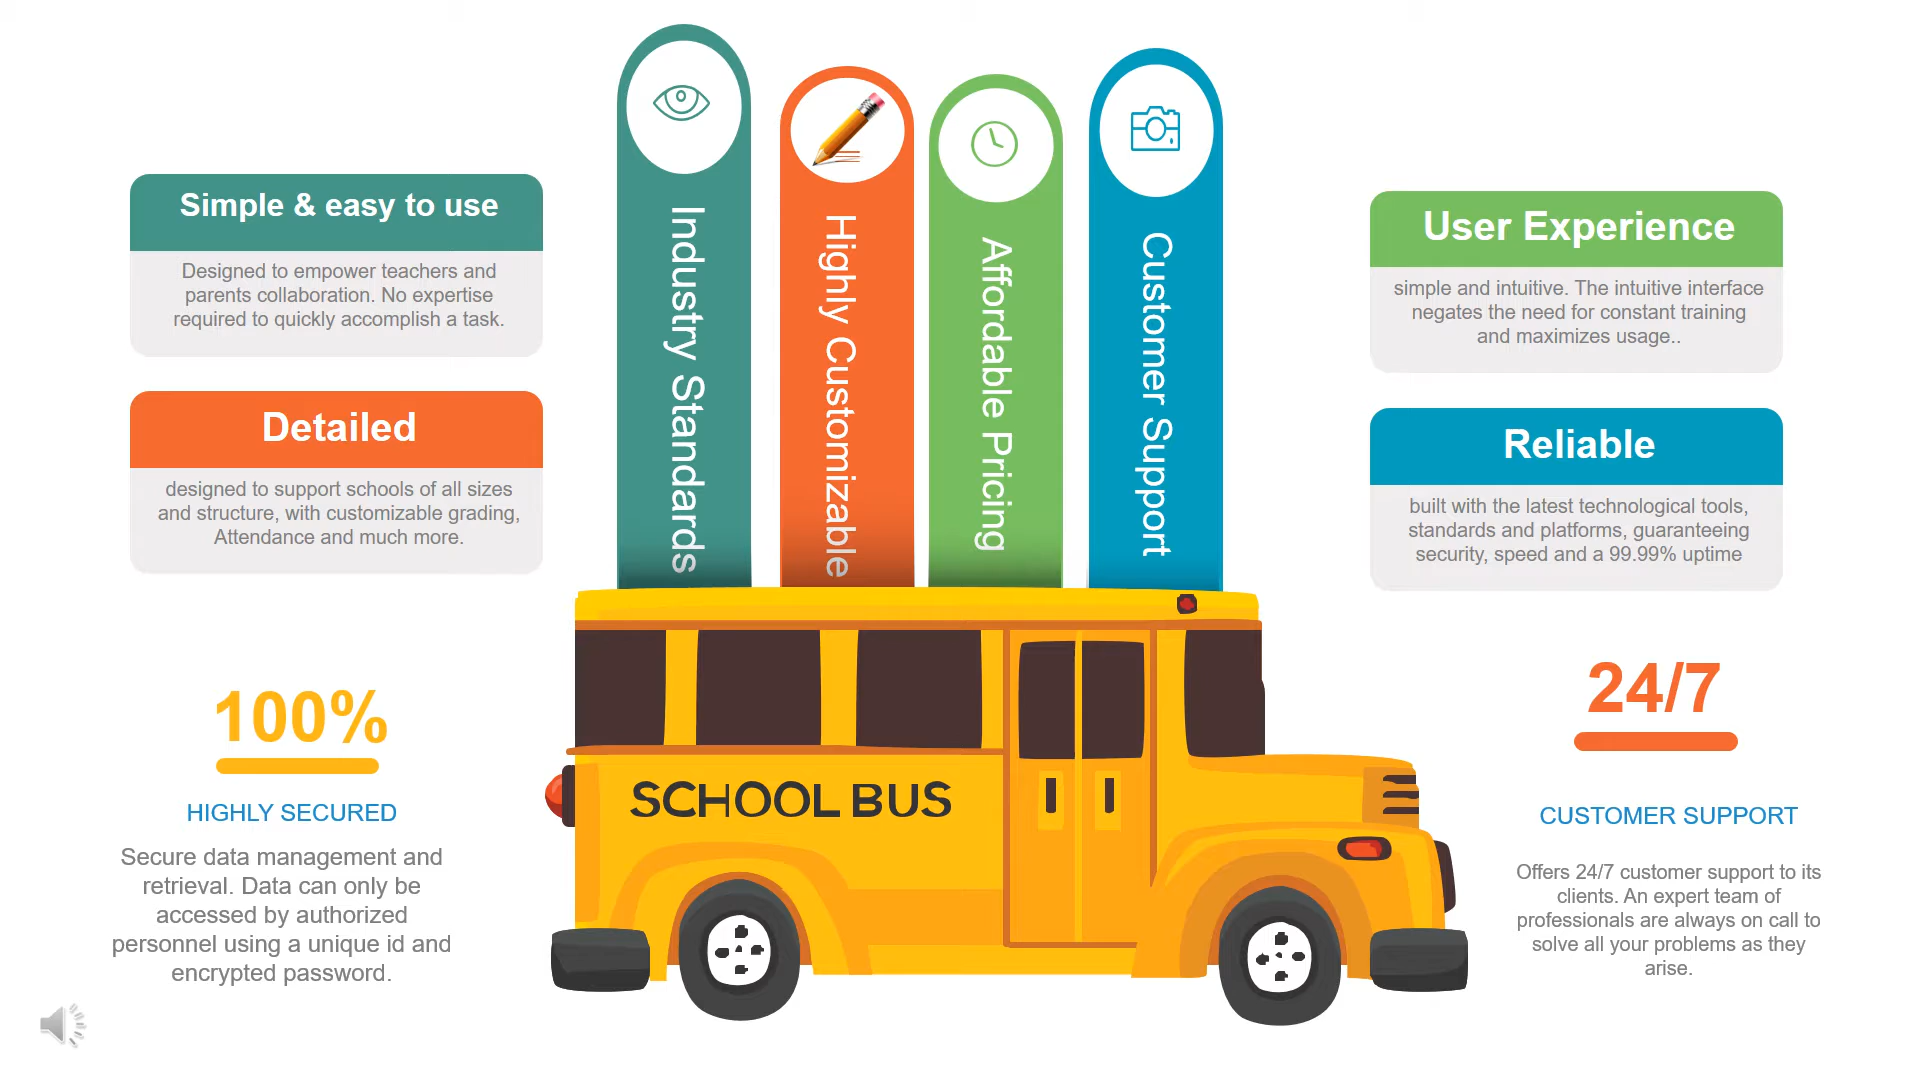 Simple & easy to use
Designed to empower teachers and
parents collaboration. No expertise
required to quickly accomplish a task.
Detailed
designed to support schools of all sizes
and structure, with customizable grading,
Attendance and much more.
100%
HIGHLY SECURED
Secure data management and
retrieval. Data can only be
accessed by authorized
personnel using a unique id and
encrypted password.
Industry Standards
Highly Customizable
Affordable Pricing
Customer Support
SCHOOL BUS
User Experience
simple and intuitive. The intuitive interface
negates the need for constant training
and maximizes usage..
Reliable
built with the latest technological tools,
standards and platforms, guaranteeing
security, speed and a 99.99% uptime
24/7
CUSTOMER SUPPORT
Offers 24/7 customer support to its
clients. An expert team of
professionals are always on call to
solve all your problems as they
arise.